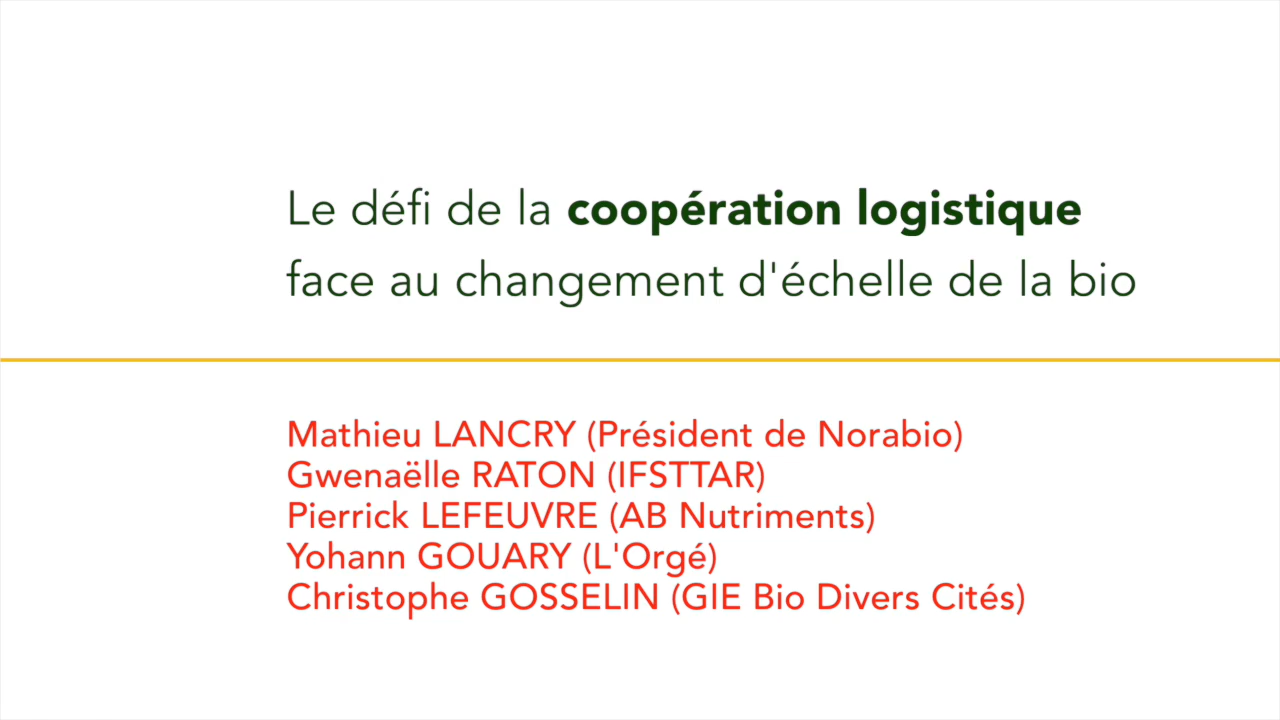 Le défi de la coopération logistique
face au changement d'échelle de la bio
Mathieu LANCRY (Président de Norabio)
Gwenaëlle RATON (IFSTTAR)
Pierrick LEFEUVRE (AB Nutriments)
Yohann GOUARY (L'Orgé)
Christophe GOSSELIN (GIE Bio Divers Cités)